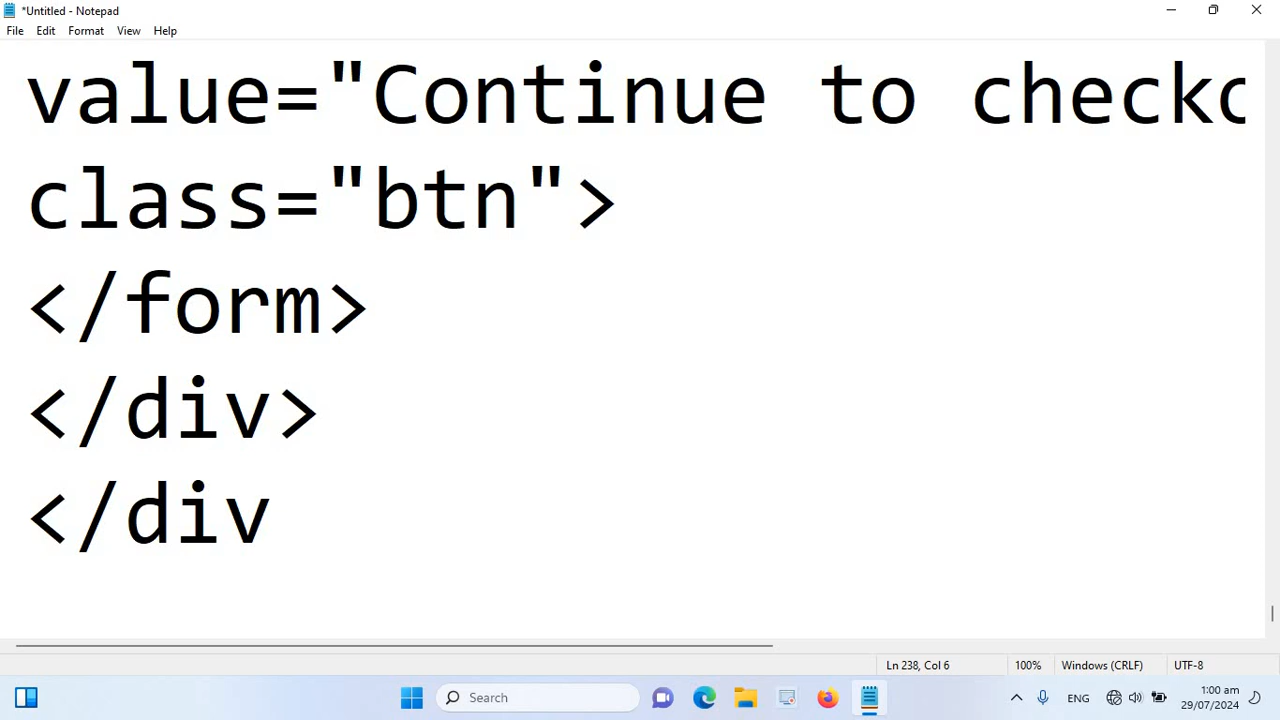 *Untitled - Notepad
File Edit Format View Help
value="Continue to checko
class="btn">
</form>
</div>
</div
Ln 238, Col 6 100% Windows (CRLF) UTF-8
Search ENG 1:00 am
29/07/2024